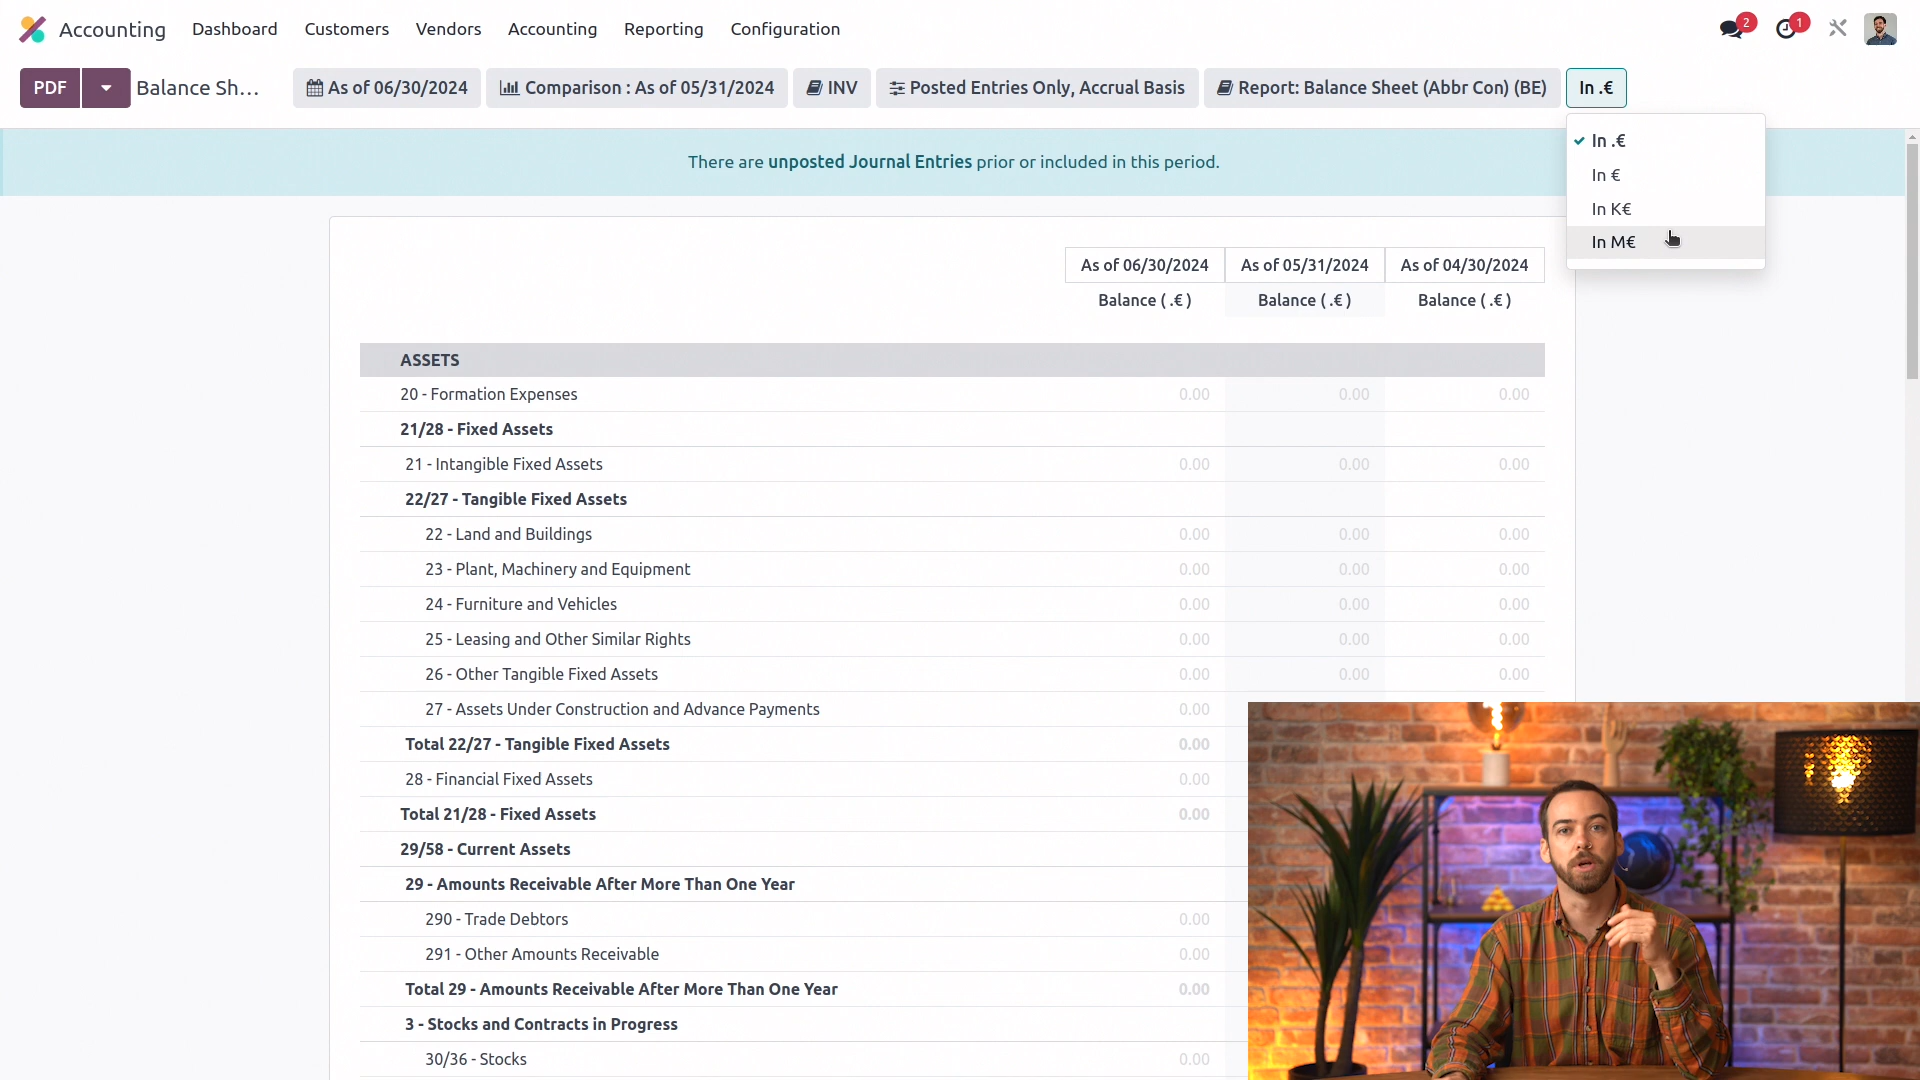 Accounting Dashboard Customers Vendors Accounting Reporting Configuration 2 1
PDF Balance Sh... As of 06/30/2024 Comparison : As of 05/31/2024 INV Posted Entries Only, Accrual Basis Report: Balance Sheet (Abbr Con) (BE) In .€
In .€
In €
In K€
In M€
There are unposted Journal Entries prior or included in this period.
As of 06/30/2024 As of 05/31/2024 As of 04/30/2024
Balance ( .€ ) Balance ( .€ ) Balance ( .€ )
ASSETS
20 - Formation Expenses 0.00 0.00 0.00
21/28 - Fixed Assets
21 - Intangible Fixed Assets 0.00 0.00 0.00
22/27 - Tangible Fixed Assets
22 - Land and Buildings 0.00 0.00 0.00
23 - Plant, Machinery and Equipment 0.00 0.00 0.00
24 - Furniture and Vehicles 0.00 0.00 0.00
25 - Leasing and Other Similar Rights 0.00 0.00 0.00
26 - Other Tangible Fixed Assets 0.00 0.00 0.00
27 - Assets Under Construction and Advance Payments 0.00
Total 22/27 - Tangible Fixed Assets 0.00
28 - Financial Fixed Assets 0.00
Total 21/28 - Fixed Assets 0.00
29/58 - Current Assets
29 - Amounts Receivable After More Than One Year
290 - Trade Debtors 0.00
291 - Other Amounts Receivable 0.00
Total 29 - Amounts Receivable After More Than One Year 0.00
3 - Stocks and Contracts in Progress
30/36 - Stocks 0.00